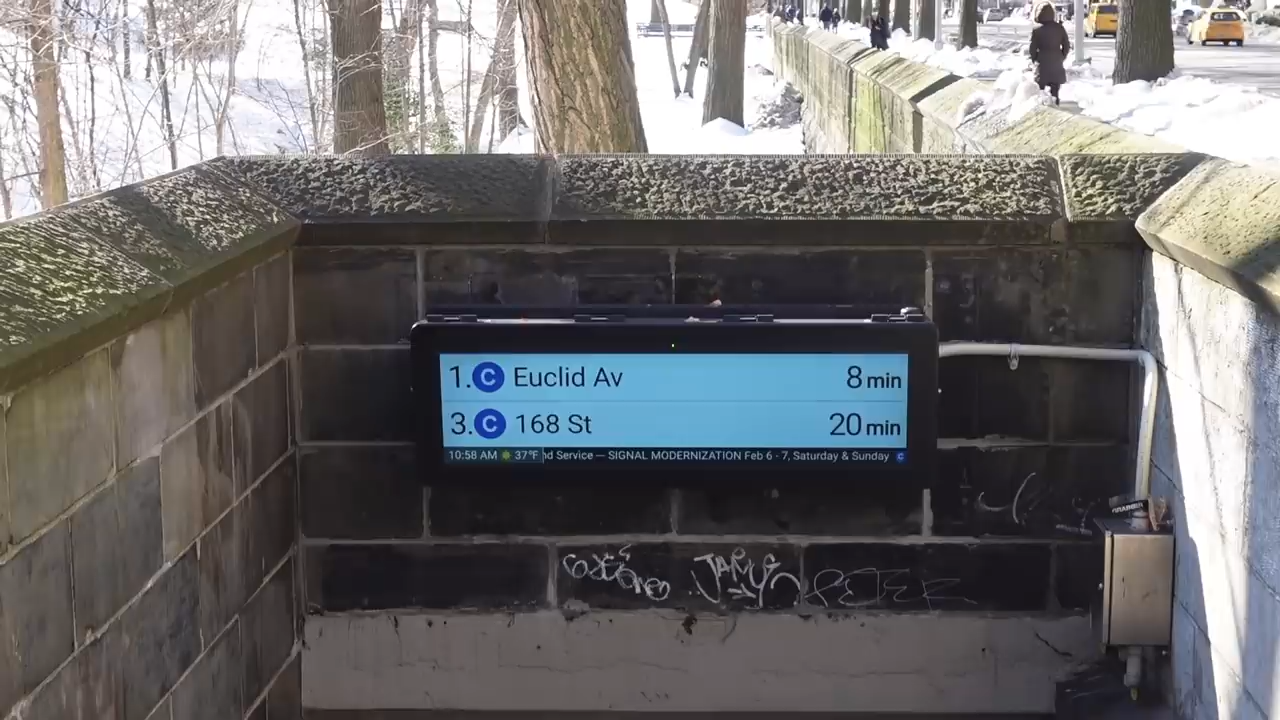 1. C Euclid Av 8 min
3. C 168 St 20 min
10:58 AM 37°F nd Service — SIGNAL MODERNIZATION Feb 6 - 7, Saturday & Sunday C